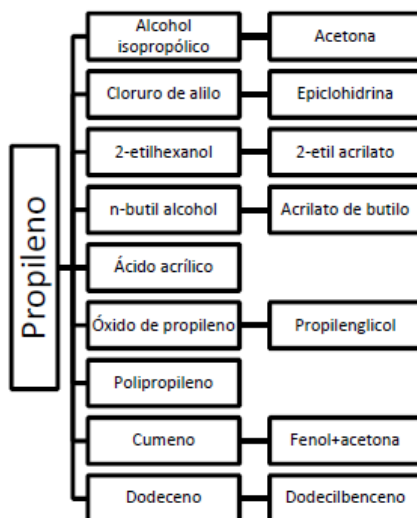 Propileno
Alcohol
isopropólico
Acetona
Cloruro de alilo
Epiclohidrina
2-etilhexanol
2-etil acrilato
n-butil alcohol
Acrilato de butilo
Ácido acrílico
Óxido de propileno
Propilenglicol
Polipropileno
Cumeno
Fenol+acetona
Dodeceno
Dodecilbenceno